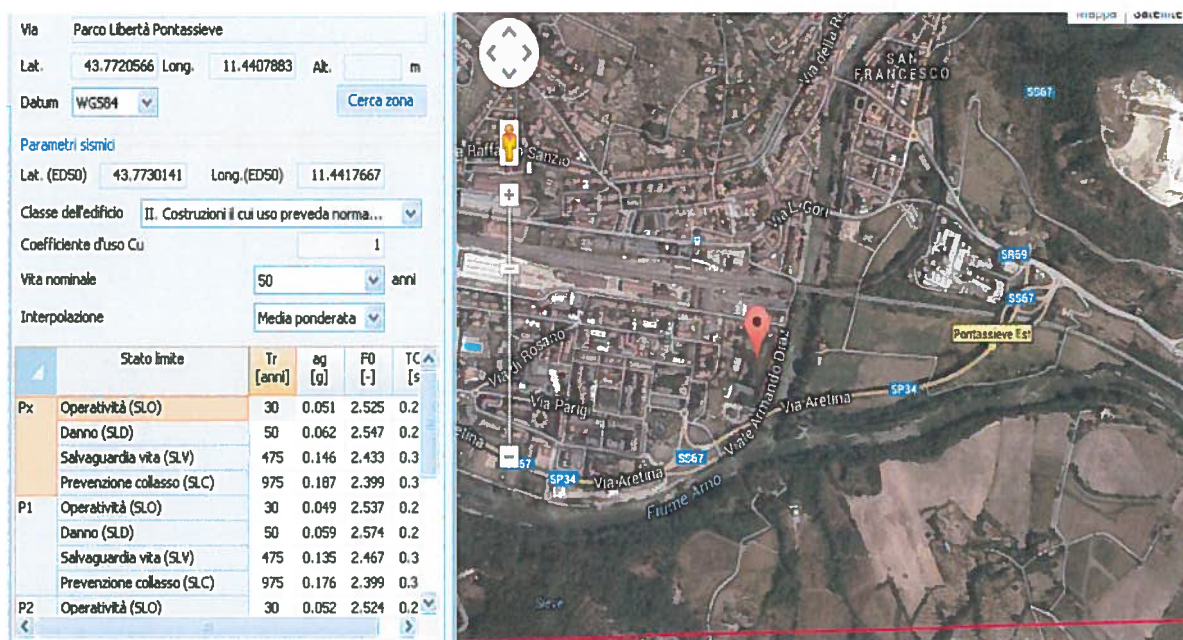 Via Parco Libertà Pontassieve
Lat. 43.7720566 Long. 11.4407883 Alt. m
Datum WGS84 Cerca zona
Parametri sismici
Lat. (ED50) 43.7730141 Long.(ED50) 11.4417667
Classe dell'edificio II. Costruzioni il cui uso preveda norma...
Coefficiente d'uso Cu 1
Vita nominale 50 anni
Interpolazione Media ponderata
Stato limite Tr [anni] ag [g] F0 [-] TC [s
Px Operatività (SLO) 30 0.051 2.525 0.2
Danno (SLD) 50 0.062 2.547 0.2
Salvaguardia vita (SLV) 475 0.146 2.433 0.3
Prevenzione collasso (SLC) 975 0.187 2.399 0.3
P1 Operatività (SLO) 30 0.049 2.537 0.2
Danno (SLD) 50 0.059 2.574 0.2
Salvaguardia vita (SLV) 475 0.135 2.467 0.3
Prevenzione collasso (SLC) 975 0.176 2.399 0.3
P2 Operatività (SLO) 30 0.052 2.524 0.2
Mappa Satellite
Via della
SAN FRANCESCO
SS67
Raffaello Sanzio
Via L. Gori
SR69
SS67
Pontassieve Est
Via di Rosano
Via Parigi
Viale Armando Diaz
Via Aretina
SP34
SS67
SP34
Via Aretina
Fiume Arno
Sieve